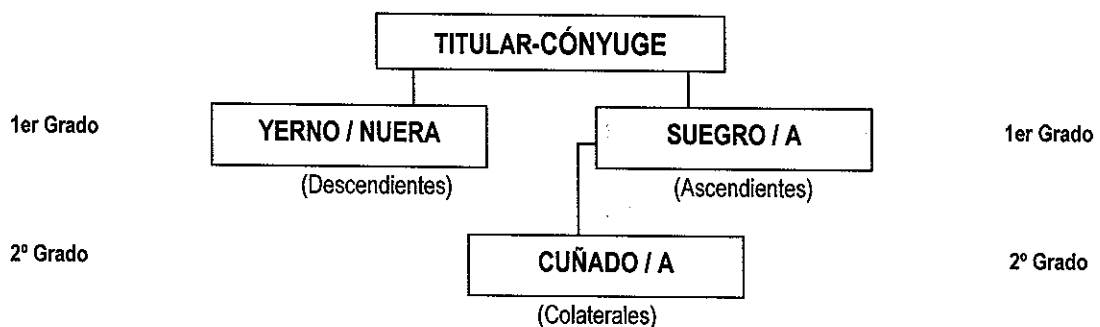 TITULAR-CÓNYUGE
1er Grado YERNO / NUERA SUEGRO / A 1er Grado
(Descendientes) (Ascendientes)
2º Grado CUÑADO / A 2º Grado
(Colaterales)